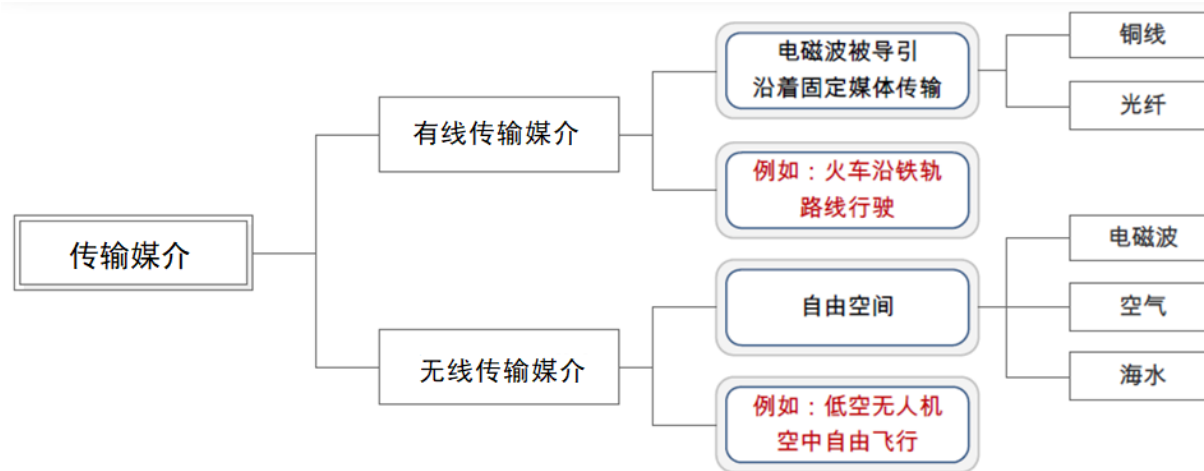 传输媒介
有线传输媒介
电磁波被导引
沿着固定媒体传输
铜线
光纤
例如：火车沿铁轨
路线行驶
无线传输媒介
自由空间
电磁波
空气
海水
例如：低空无人机
空中自由飞行